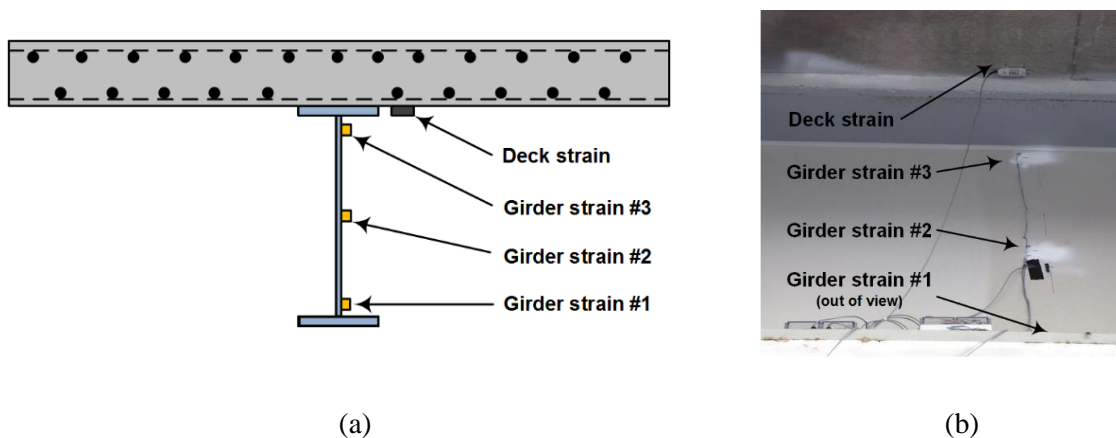 Deck strain
Girder strain #3
Girder strain #2
Girder strain #1
Deck strain
Girder strain #3
Girder strain #2
Girder strain #1
(out of view)
(a)
(b)